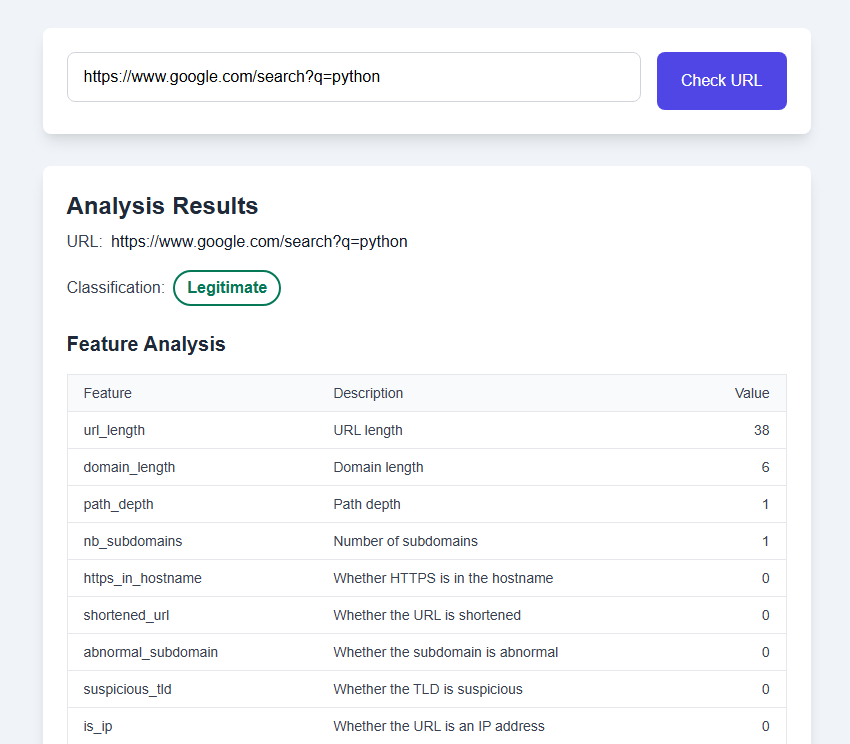 https://www.google.com/search?q=python
Check URL
Analysis Results
URL: https://www.google.com/search?q=python
Classification: Legitimate
Feature Analysis
Feature Description Value
url_length URL length 38
domain_length Domain length 6
path_depth Path depth 1
nb_subdomains Number of subdomains 1
https_in_hostname Whether HTTPS is in the hostname 0
shortened_url Whether the URL is shortened 0
abnormal_subdomain Whether the subdomain is abnormal 0
suspicious_tld Whether the TLD is suspicious 0
is_ip Whether the URL is an IP address 0